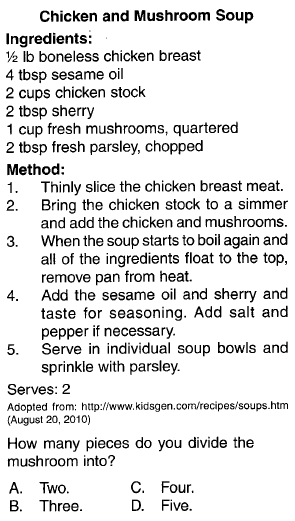 Chicken and Mushroom Soup
Ingredients:
½ lb boneless chicken breast
4 tbsp sesame oil
2 cups chicken stock
2 tbsp sherry
1 cup fresh mushrooms, quartered
2 tbsp fresh parsley, chopped
Method:
1. Thinly slice the chicken breast meat.
2. Bring the chicken stock to a simmer
and add the chicken and mushrooms.
3. When the soup starts to boil again and
all of the ingredients float to the top,
remove pan from heat.
4. Add the sesame oil and sherry and
taste for seasoning. Add salt and
pepper if necessary.
5. Serve in individual soup bowls and
sprinkle with parsley.
Serves: 2
Adopted from: http://www.kidsgen.com/recipes/soups.htm
(August 20, 2010)
How many pieces do you divide the
mushroom into?
A. Two. C. Four.
B. Three. D. Five.